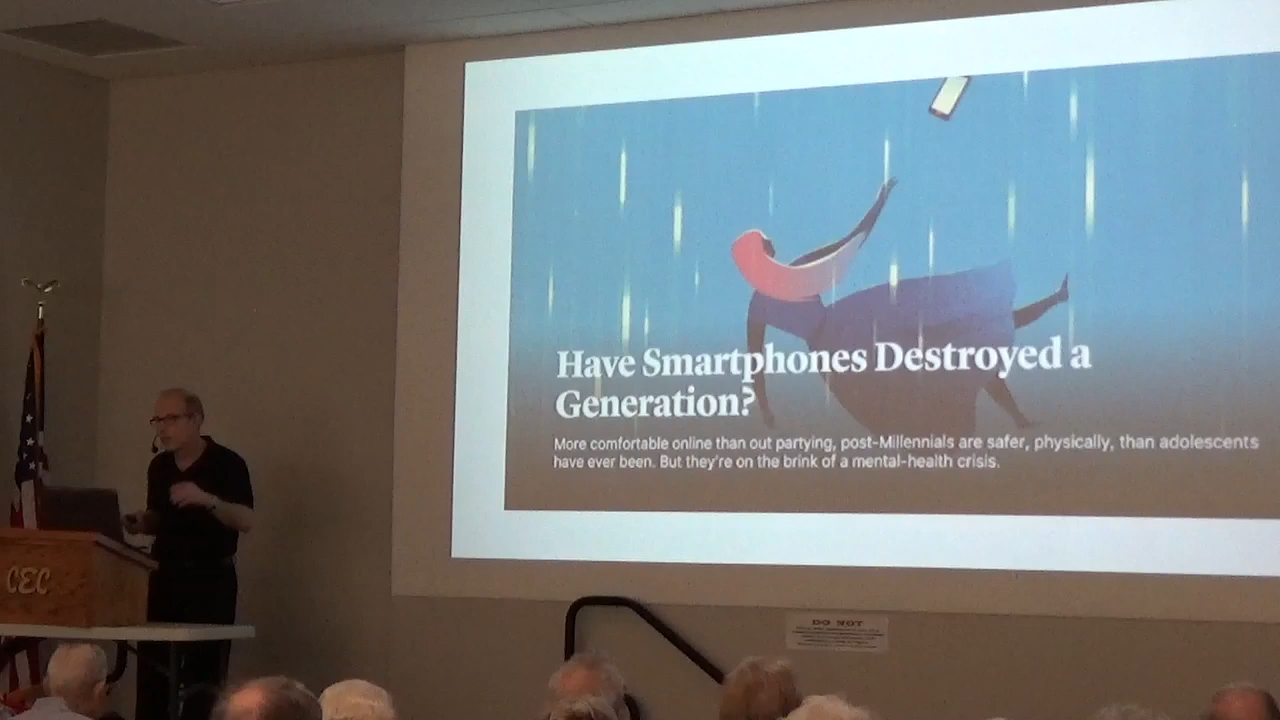 Have Smartphones Destroyed a
Generation?
More comfortable online than out partying, post-Millennials are safer, physically, than adolescents
have ever been. But they're on the brink of a mental-health crisis.
CEC
DO NOT